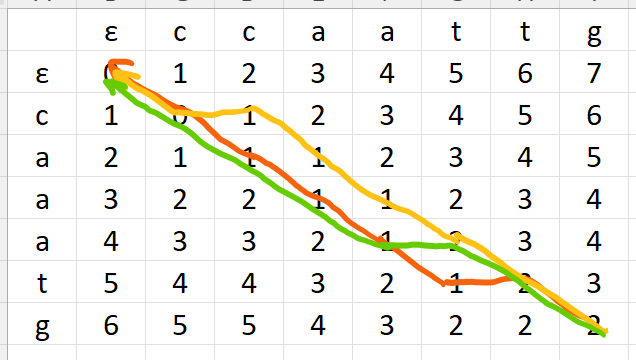 ε c c a a t t g
ε 0 1 2 3 4 5 6 7
c 1 0 1 2 3 4 5 6
a 2 1 1 1 2 3 4 5
a 3 2 2 1 1 2 3 4
a 4 3 3 2 1 2 3 4
t 5 4 4 3 2 1 2 3
g 6 5 5 4 3 2 2 2